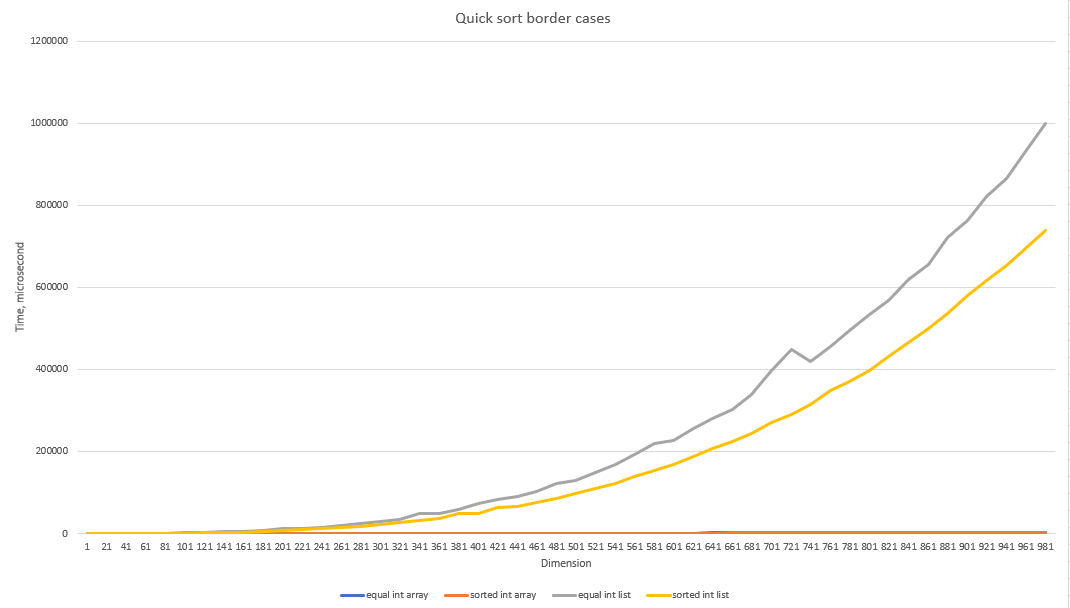 Quick sort border cases
1200000
1000000
800000
600000
400000
200000
0
Time, microsecond
1 21 41 61 81 101 121 141 161 181 201 221 241 261 281 301 321 341 361 381 401 421 441 461 481 501 521 541 561 581 601 621 641 661 681 701 721 741 761 781 801 821 841 861 881 901 921 941 961 981
Dimension
equal int array sorted int array equal int list sorted int list